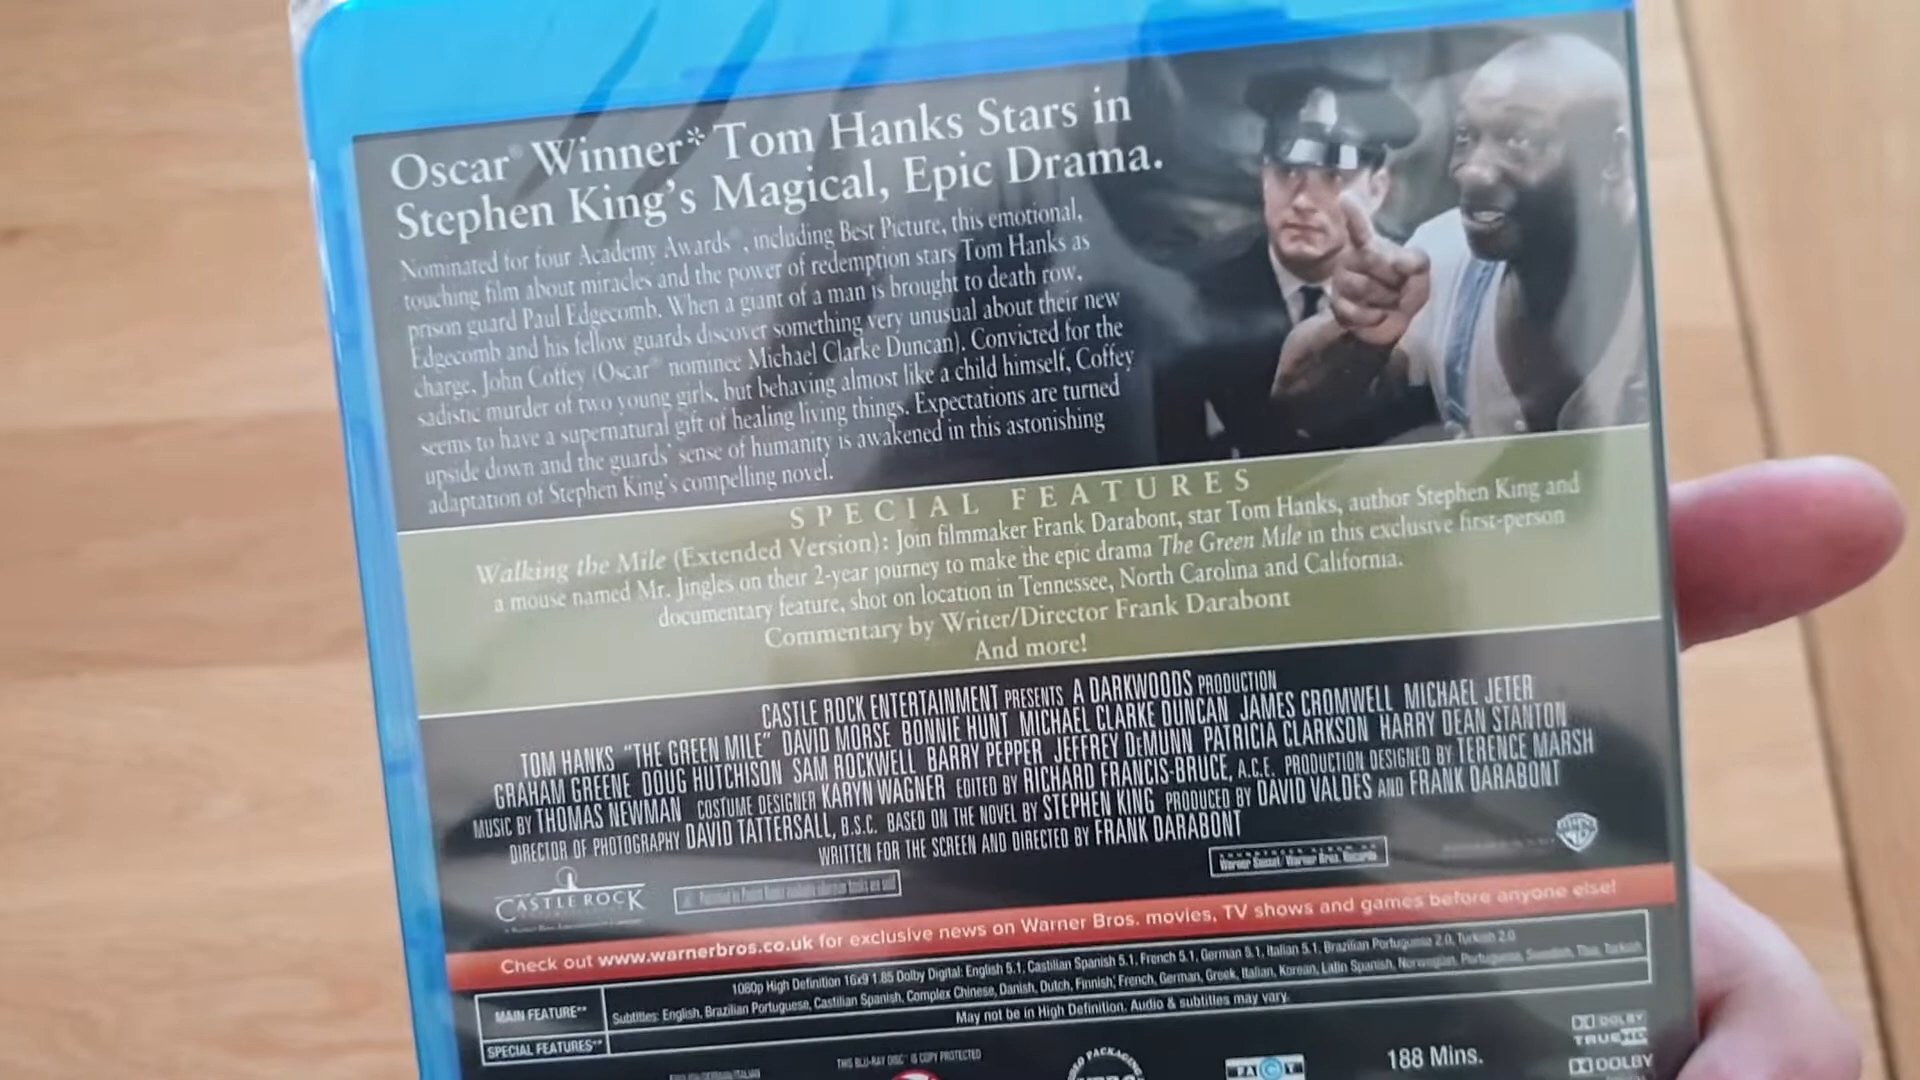 Oscar® Winner* Tom Hanks Stars in
Stephen King's Magical, Epic Drama.
Nominated for four Academy Awards®, including Best Picture, this emotional,
touching film about miracles and the power of redemption stars Tom Hanks as
prison guard Paul Edgecomb. When a giant of a man is brought to death row,
Edgecomb and his fellow guards discover something very unusual about their new
charge, John Coffey (Oscar® nominee Michael Clarke Duncan). Convicted for the
sadistic murder of two young girls, but behaving almost like a child himself, Coffey
seems to have a supernatural gift of healing living things. Expectations are turned
upside down and the guards' sense of humanity is awakened in this astonishing
adaptation of Stephen King's compelling novel.
SPECIAL FEATURES
Walking the Mile (Extended Version): Join filmmaker Frank Darabont, star Tom Hanks, author Stephen King and
a mouse named Mr. Jingles on their 2-year journey to make the epic drama The Green Mile in this exclusive first-person
documentary feature, shot on location in Tennessee, North Carolina and California.
Commentary by Writer/Director Frank Darabont
And more!
CASTLE ROCK ENTERTAINMENT PRESENTS A DARKWOODS PRODUCTION
TOM HANKS "THE GREEN MILE" DAVID MORSE BONNIE HUNT MICHAEL CLARKE DUNCAN JAMES CROMWELL MICHAEL JETER
GRAHAM GREENE DOUG HUTCHISON SAM ROCKWELL BARRY PEPPER JEFFREY DeMUNN PATRICIA CLARKSON HARRY DEAN STANTON
MUSIC BY THOMAS NEWMAN COSTUME DESIGNER KARYN WAGNER EDITED BY RICHARD FRANCIS-BRUCE, A.C.E. PRODUCTION DESIGNED BY TERENCE MARSH
DIRECTOR OF PHOTOGRAPHY DAVID TATTERSALL, B.S.C. BASED ON THE NOVEL BY STEPHEN KING PRODUCED BY DAVID VALDES AND FRANK DARABONT
WRITTEN FOR THE SCREEN AND DIRECTED BY FRANK DARABONT
CASTLE ROCK
Warner Sunset/Warner Bros. Records
Check out www.warnerbros.co.uk for exclusive news on Warner Bros. movies, TV shows and games before anyone else!
MAIN FEATURE**
1080p High Definition 16x9 1.85 Dolby Digital: English 5.1, Castilian Spanish 5.1, French 5.1, German 5.1, Italian 5.1, Brazilian Portuguese 2.0, Turkish 2.0
Subtitles: English, Brazilian Portuguese, Castilian Spanish, Complex Chinese, Danish, Dutch, Finnish, French, German, Greek, Italian, Korean, Latin Spanish, Norwegian, Portuguese, Swedish, Thai, Turkish
SPECIAL FEATURES**
May not be in High Definition. Audio & subtitles may vary.
THIS BLU-RAY DISC™ IS COPY PROTECTED
PACKAGING
FACT
188 Mins.
DOLBY
TRUEHD
DOLBY